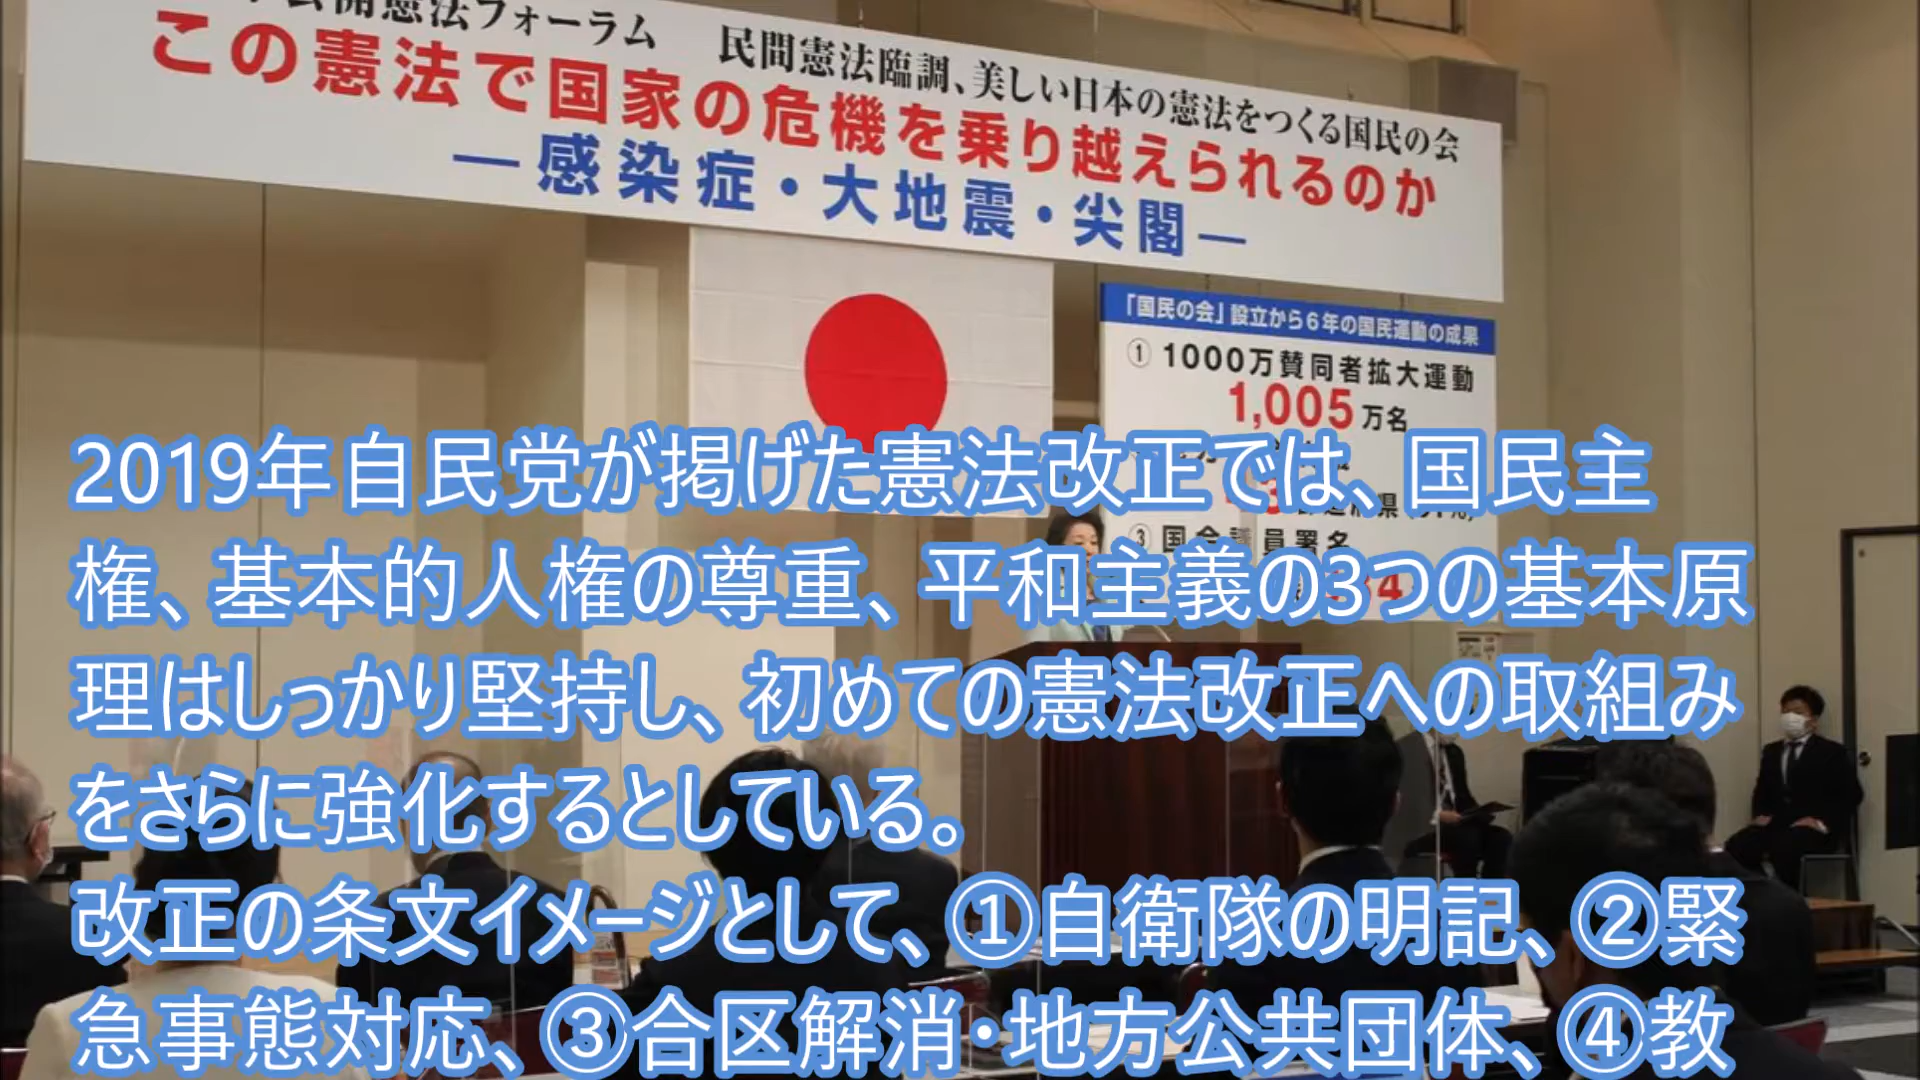 公開憲法フォーラム 民間憲法臨調、美しい日本の憲法をつくる国民の会
この憲法で国家の危機を乗り越えられるのか
―感染症・大地震・尖閣―
「国民の会」設立から6年の国民運動の成果
① 1000万賛同者拡大運動
1,005万名
③ 国会議員署名
2019年自民党が掲げた憲法改正では、国民主
権、基本的人権の尊重、平和主義の3つの基本原
理はしっかり堅持し、初めての憲法改正への取組み
をさらに強化するとしている。
改正の条文イメージとして、①自衛隊の明記、②緊
急事態対応、③合区解消・地方公共団体、④教